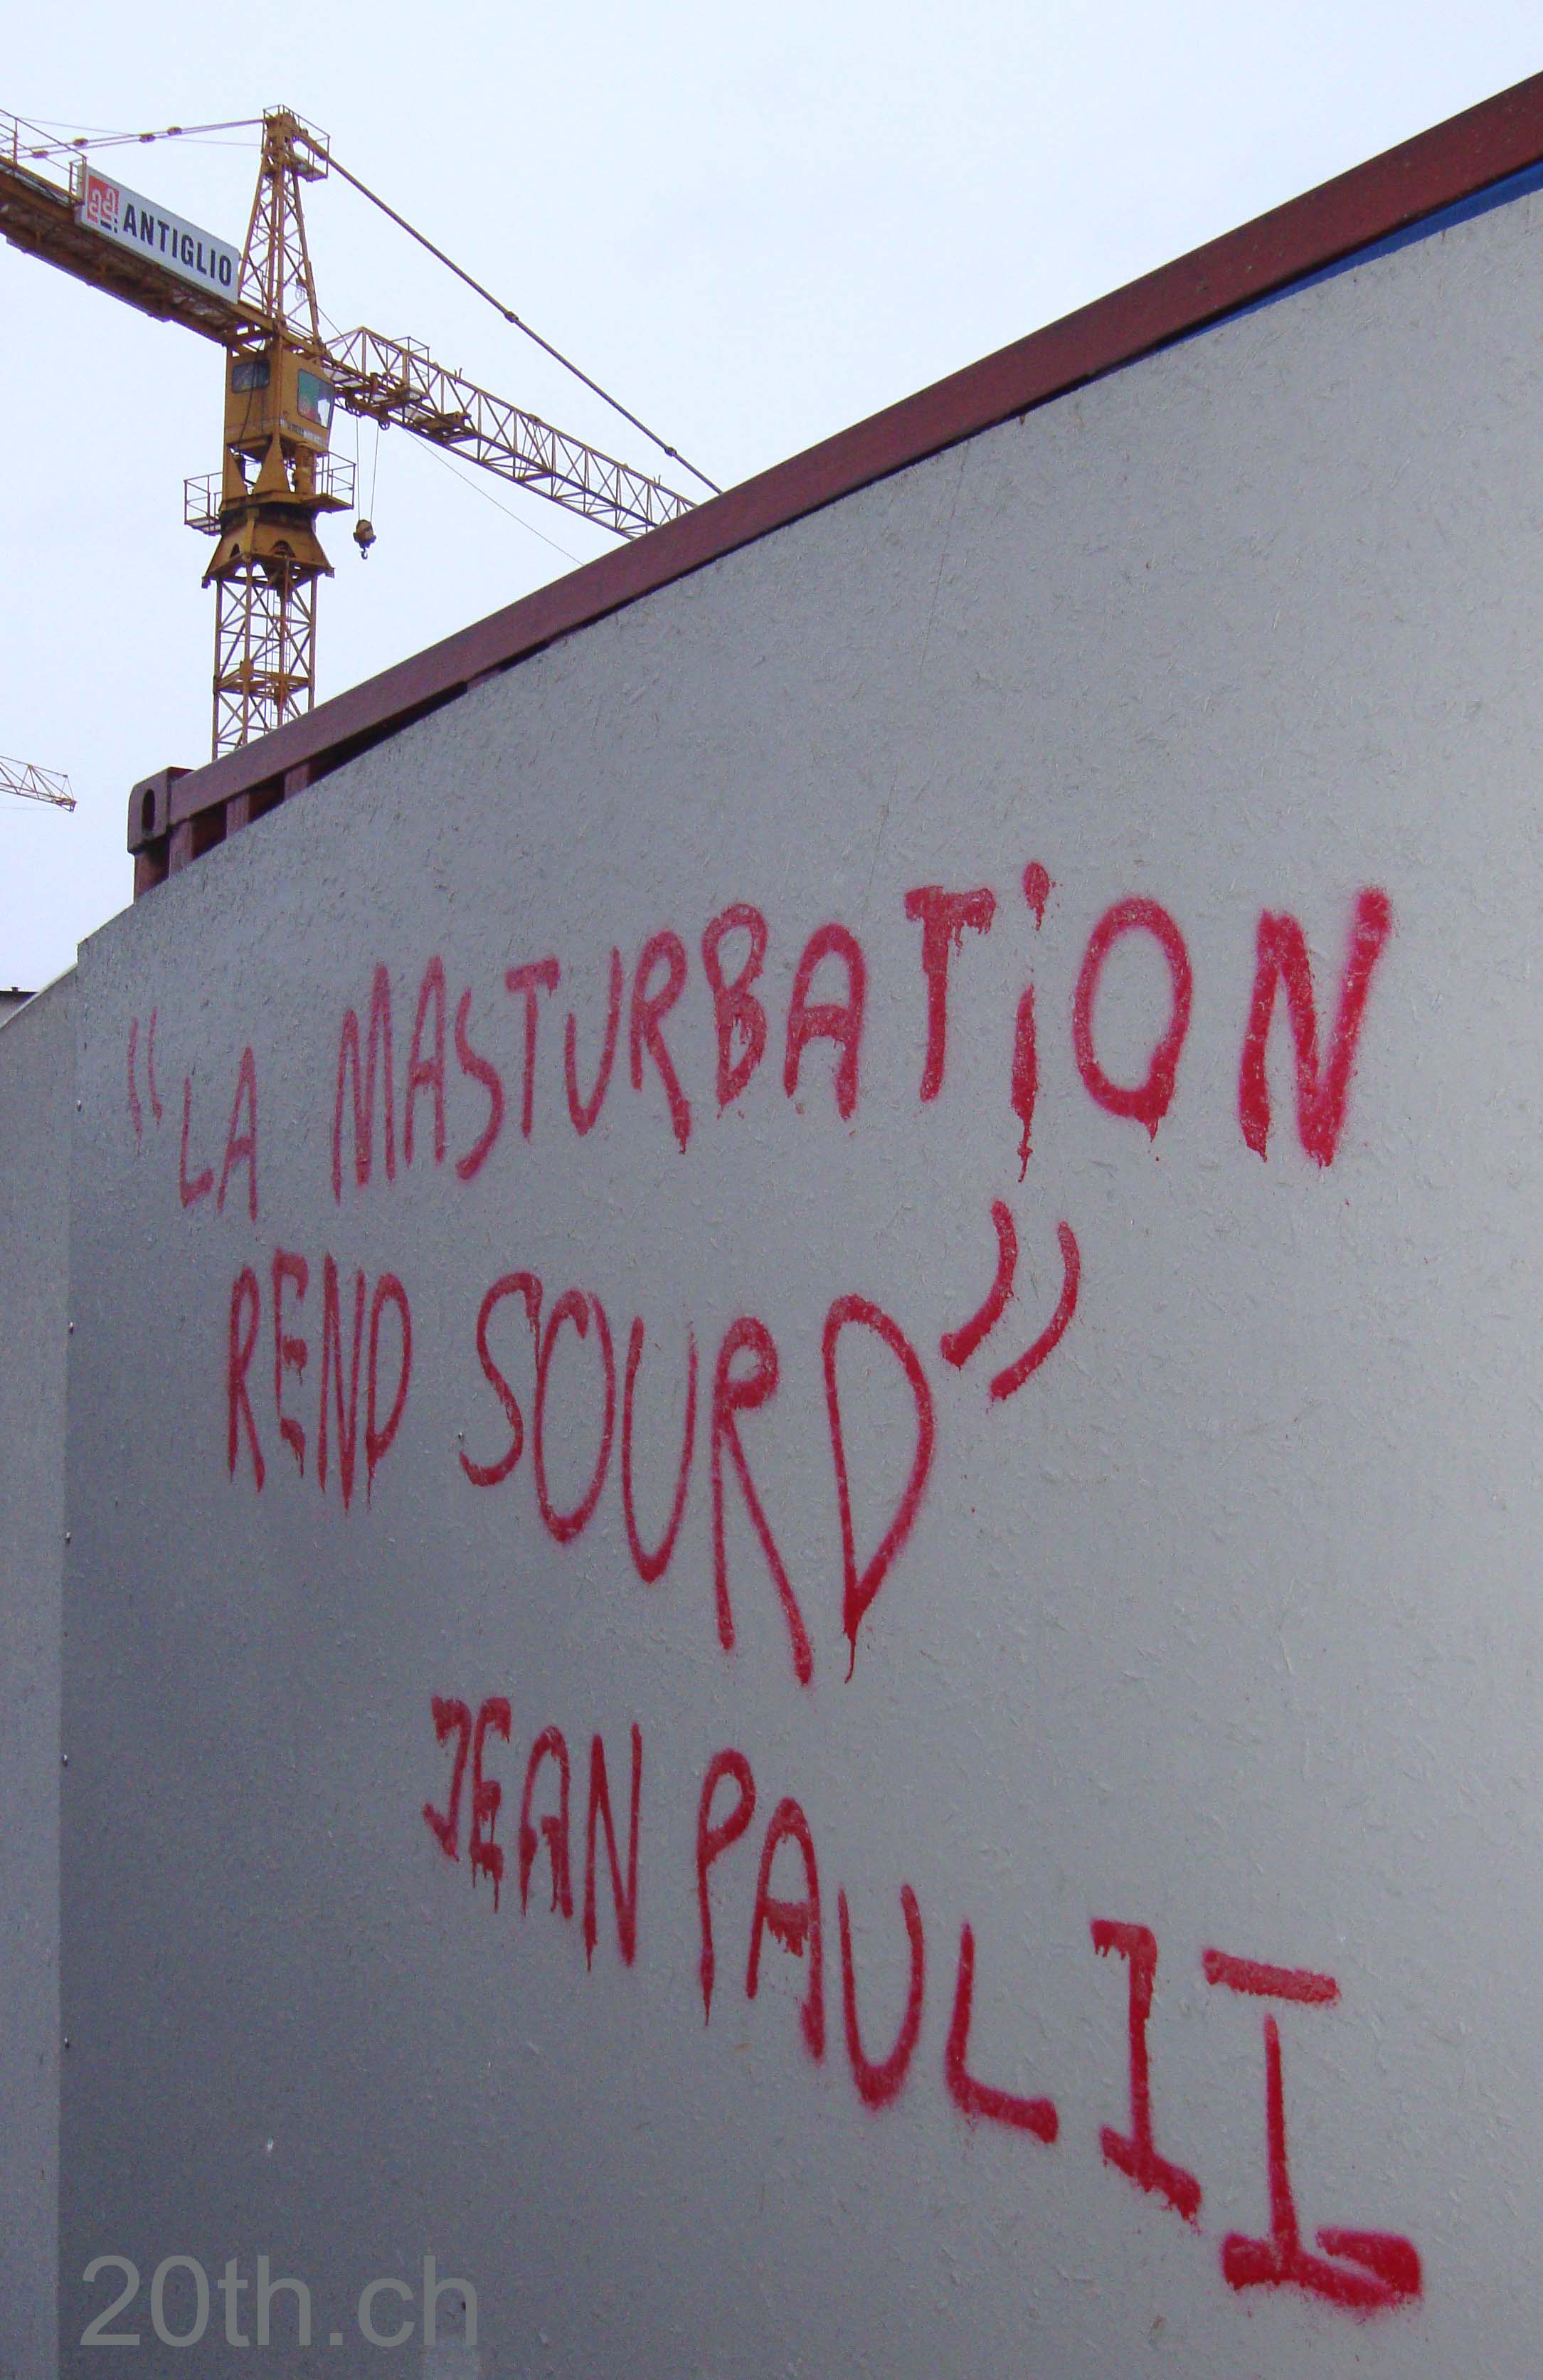 ANTIGLIO
"LA MASTURBATiON
REND SOURD"
JEAN PAUL II
20th.ch